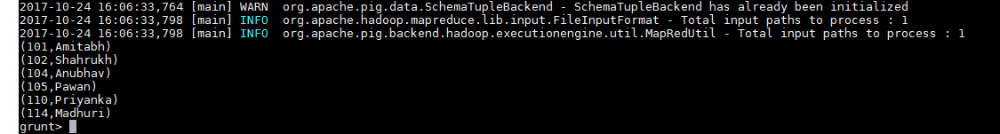 2017-10-24 16:06:33,764 [main] WARN  org.apache.pig.data.SchemaTupleBackend - SchemaTupleBackend has already been initialized
2017-10-24 16:06:33,798 [main] INFO  org.apache.hadoop.mapreduce.lib.input.FileInputFormat - Total input paths to process : 1
2017-10-24 16:06:33,798 [main] INFO  org.apache.pig.backend.hadoop.executionengine.util.MapRedUtil - Total input paths to process : 1
(101,Amitabh)
(102,Shahrukh)
(104,Anubhav)
(105,Pawan)
(110,Priyanka)
(114,Madhuri)
grunt>